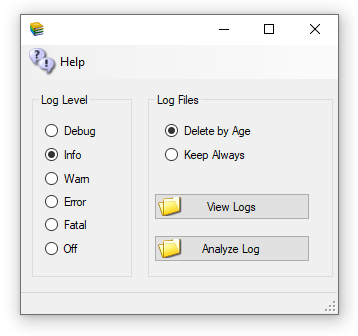 Help
Log Level
Debug
Info
Warn
Error
Fatal
Off
Log Files
Delete by Age
Keep Always
View Logs
Analyze Log